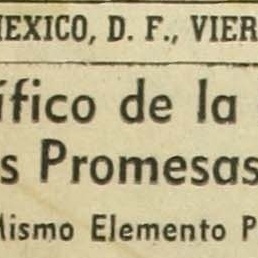 MEXICO, D. F., VIER
ífico de la
s Promesas
Mismo Elemento P